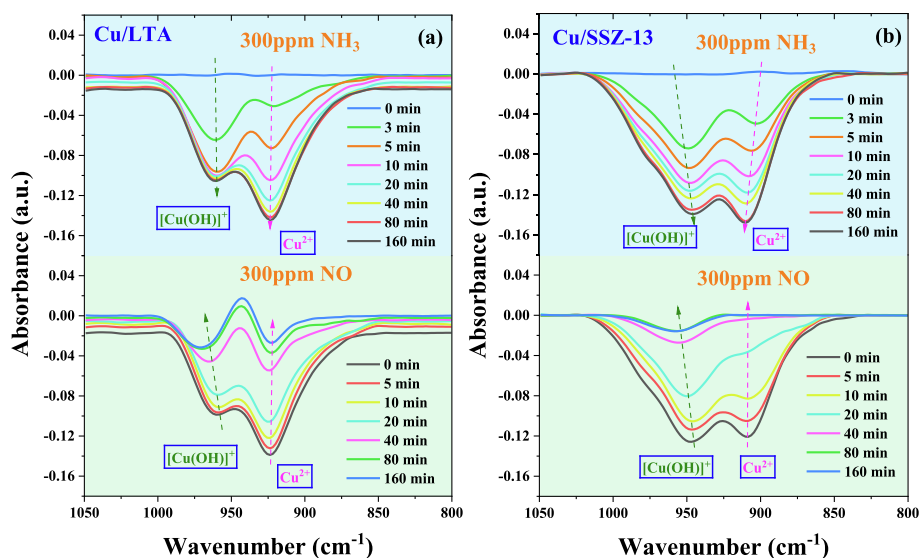 Cu/LTA
(a)
300ppm NH₃
0.04
0.00
-0.04
-0.08
-0.12
-0.16
0 min
3 min
5 min
10 min
20 min
40 min
80 min
160 min
[Cu(OH)]⁺
Cu²⁺
300ppm NO
0.04
0.00
-0.04
-0.08
-0.12
-0.16
0 min
5 min
10 min
20 min
40 min
80 min
160 min
[Cu(OH)]⁺
Cu²⁺
Absorbance (a.u.)
1050 1000 950 900 850 800
Wavenumber (cm⁻¹)
Cu/SSZ-13
(b)
300ppm NH₃
0.04
0.00
-0.04
-0.08
-0.12
-0.16
0 min
3 min
5 min
10 min
20 min
40 min
80 min
160 min
[Cu(OH)]⁺
Cu²⁺
300ppm NO
0.04
0.00
-0.04
-0.08
-0.12
-0.16
0 min
5 min
10 min
20 min
40 min
80 min
160 min
[Cu(OH)]⁺
Cu²⁺
Absorbance (a.u.)
1050 1000 950 900 850 800
Wavenumber (cm⁻¹)